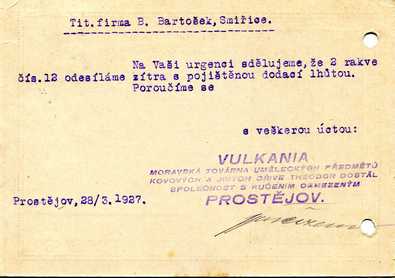 Tit.firma B. Bartošek, Smiřice.
Na Vaši urgenci sdělujeme, že 2 rakve
čís.12 odesíláme zítra s pojištěnou dodací lhůtou.
Poroučíme se
s veškerou úctou:
VULKANIA
MORAVSKÁ TOVÁRNA UMĚLECKÝCH PŘEDMĚTŮ
KOVOVÝCH A JINÝCH DŘÍVE THEODOR DOSTÁL
SPOLEČNOST S RUČENÍM OBMEZENÝM
Prostějov, 28/3.1927.
PROSTĚJOV.